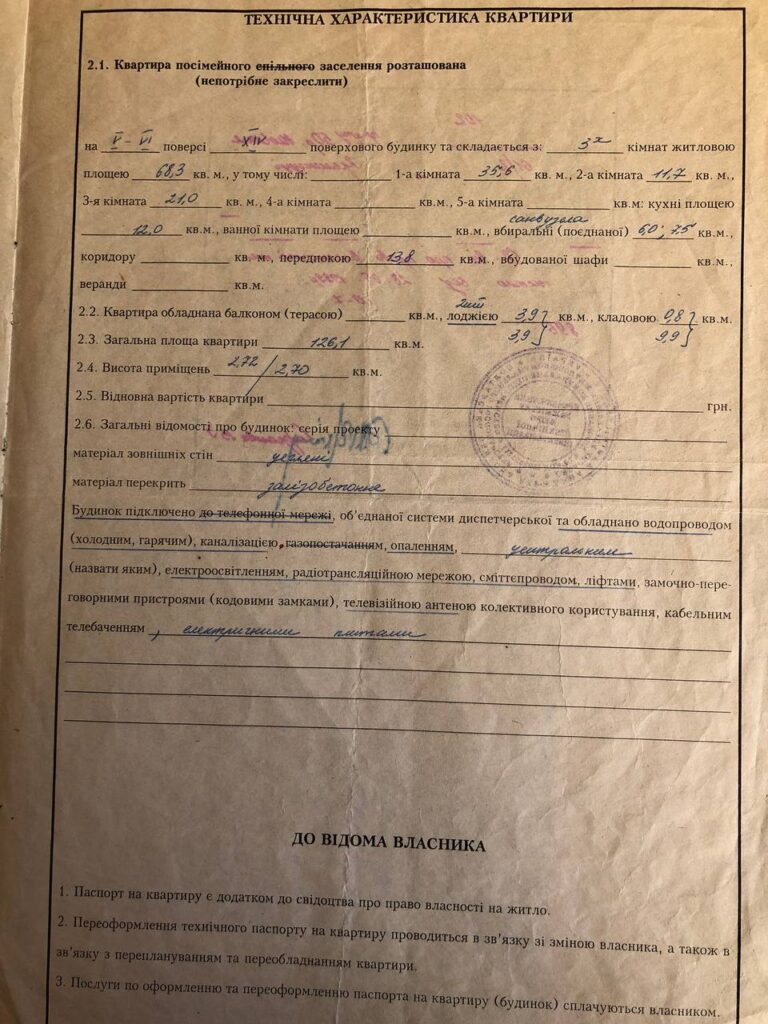 ТЕХНІЧНА ХАРАКТЕРИСТИКА КВАРТИРИ
2.1. Квартира посімейного спільного заселення розташована
(непотрібне закреслити)
на V - VI поверсі XIV поверхового будинку та складається з: 3х кімнат житловою
площею 68,3 кв. м., у тому числі: 1-а кімната 35,6 кв. м., 2-а кімната 11,7 кв. м.,
3-я кімната 21,0 кв. м., 4-а кімната кв.м., 5-а кімната кв.м: кухні площею
санвузла
12,0 кв.м., ванної кімнати площею кв.м., вбиральні (поєднаної) 6,0; 7,5 кв.м.,
коридору кв. м., передпокою 13,8 кв.м., вбудованої шафи кв.м.,
веранди кв.м.
2.2. Квартира обладнана балконом (терасою) кв.м., лоджією 3,9 кв.м., кладовою 0,8 кв.м.
3,9 9,9
2.3. Загальна площа квартири 126,1 кв.м.
2.4. Висота приміщень 2,72 / 2,70 кв.м.
2.5. Відновна вартість квартири грн.
2.6. Загальні відомості про будинок: серія проекту
матеріал зовнішніх стін цегляні
матеріал перекрить залізобетонне
Будинок підключено до телефонної мережі, об'єднаної системи диспетчерської та обладнано водопроводом
(холодним, гарячим), каналізацією, газопостачанням, опаленням, центральним
(назвати яким), електроосвітленням, радіотрансляційною мережою, сміттєпроводом, ліфтами, замочно-пере-
говорними пристроями (кодовими замками), телевізійною антеною колективного користування, кабельним
телебаченням, електричними плитами
ДО ВІДОМА ВЛАСНИКА
1. Паспорт на квартиру є додатком до свідоцтва про право власності на житло.
2. Переоформлення технічного паспорту на квартиру проводиться в зв'язку зі зміною власника, а також в
зв'язку з переплануванням та переобладнанням квартири.
3. Послуги по оформленню та переоформленню паспорта на квартиру (будинок) сплачуються власником.